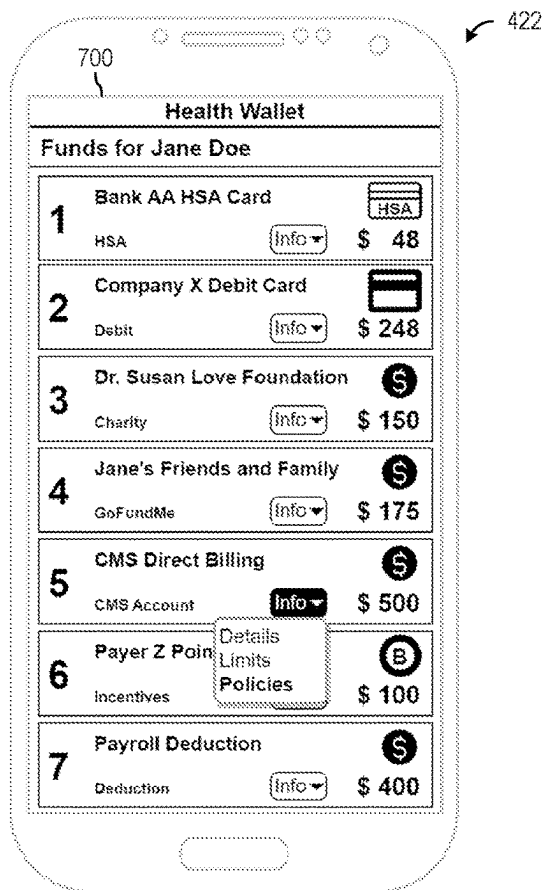 422
700
Health Wallet
Funds for Jane Doe
1
Bank AA HSA Card
HSA
HSA
Info
$ 48
2
Company X Debit Card
Debit
Info
$ 248
3
Dr. Susan Love Foundation
$
Charity
Info
$ 150
4
Jane's Friends and Family
$
GoFundMe
Info
$ 175
5
CMS Direct Billing
$
CMS Account
Info
$ 500
Details
Limits
Policies
6
Payer Z Poin
B
Incentives
$ 100
7
Payroll Deduction
$
Deduction
Info
$ 400